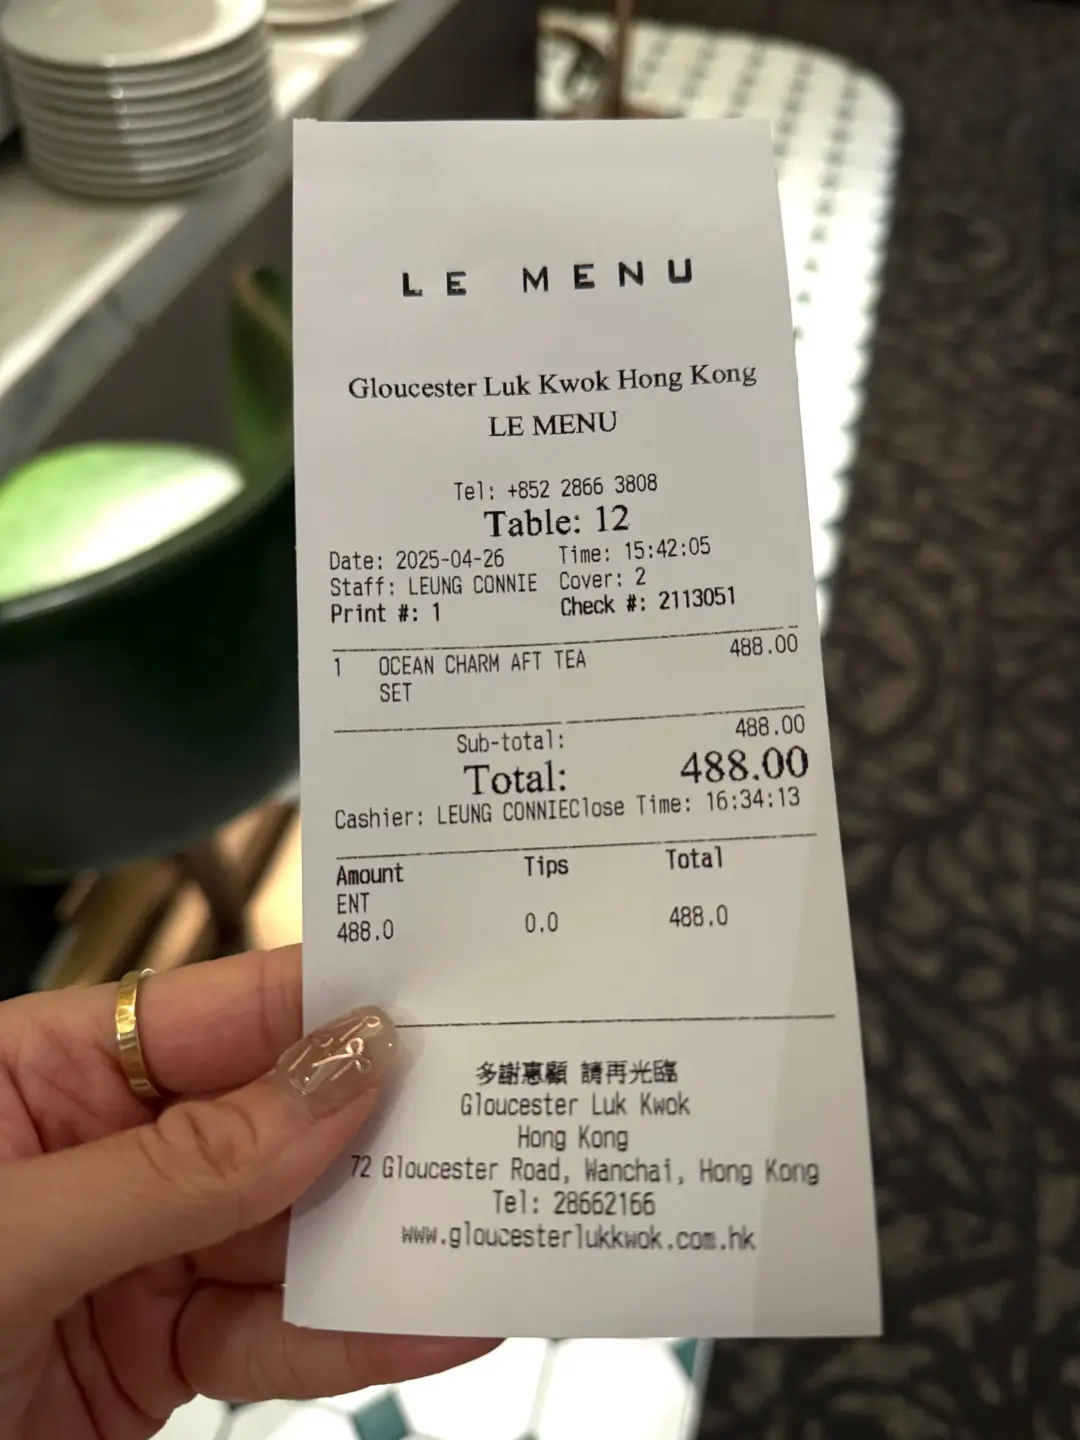 LE MENU
Gloucester Luk Kwok Hong Kong
LE MENU
Tel: +852 2866 3808
Table: 12
Date: 2025-04-26 Time: 15:42:05
Staff: LEUNG CONNIE Cover: 2
Print #: 1 Check #: 2113051
1 OCEAN CHARM AFT TEA 488.00
SET
Sub-total: 488.00
Total: 488.00
Cashier: LEUNG CONNIEClose Time: 16:34:13
Amount Tips Total
ENT
488.0 0.0 488.0
多謝惠顧 請再光臨
Gloucester Luk Kwok
Hong Kong
72 Gloucester Road, Wanchai, Hong Kong
Tel: 28662166
www.gloucesterlukkwok.com.hk